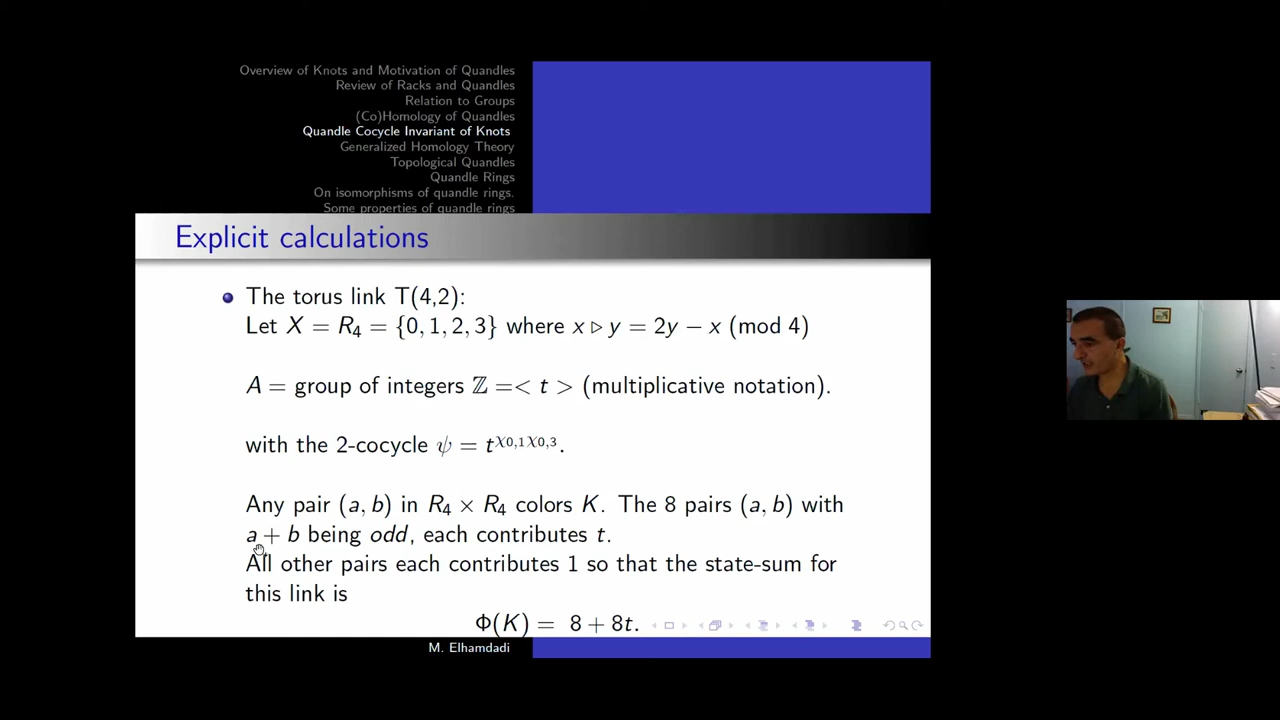 Overview of Knots and Motivation of Quandles
Review of Racks and Quandles
Relation to Groups
(Co)Homology of Quandles
Quandle Cocycle Invariant of Knots
Generalized Homology Theory
Topological Quandles
Quandle Rings
On isomorphisms of quandle rings.
Some properties of quandle rings
Explicit calculations
The torus link T(4,2):
Let X = R₄ = {0, 1, 2, 3} where x ▷ y = 2y − x (mod 4)
A = group of integers ℤ =< t > (multiplicative notation).
with the 2-cocycle ψ = t^{χ_{0,1}χ_{0,3}}.
Any pair (a, b) in R₄ × R₄ colors K. The 8 pairs (a, b) with
a + b being odd, each contributes t.
All other pairs each contributes 1 so that the state-sum for
this link is
Φ(K) = 8 + 8t.
M. Elhamdadi